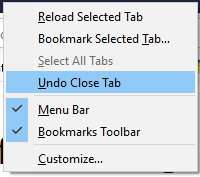 Reload Selected Tab
Bookmark Selected Tab...
Select All Tabs
Undo Close Tab
Menu Bar
Bookmarks Toolbar
Customize...